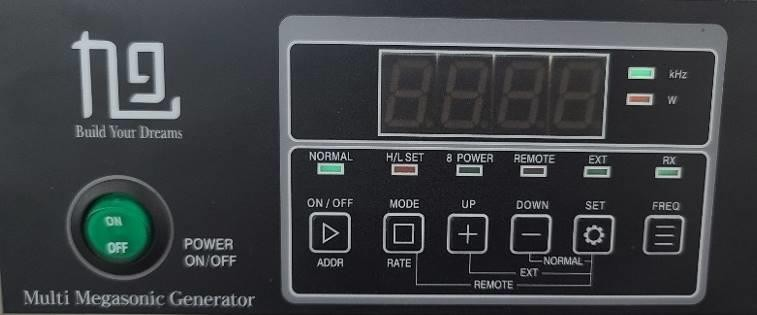 ng
Build Your Dreams
kHz
W
NORMAL H/L SET 8 POWER REMOTE EXT RX
ON / OFF MODE UP DOWN SET FREQ
ADDR RATE
NORMAL
EXT
REMOTE
ON
OFF
POWER
ON/OFF
Multi Megasonic Generator